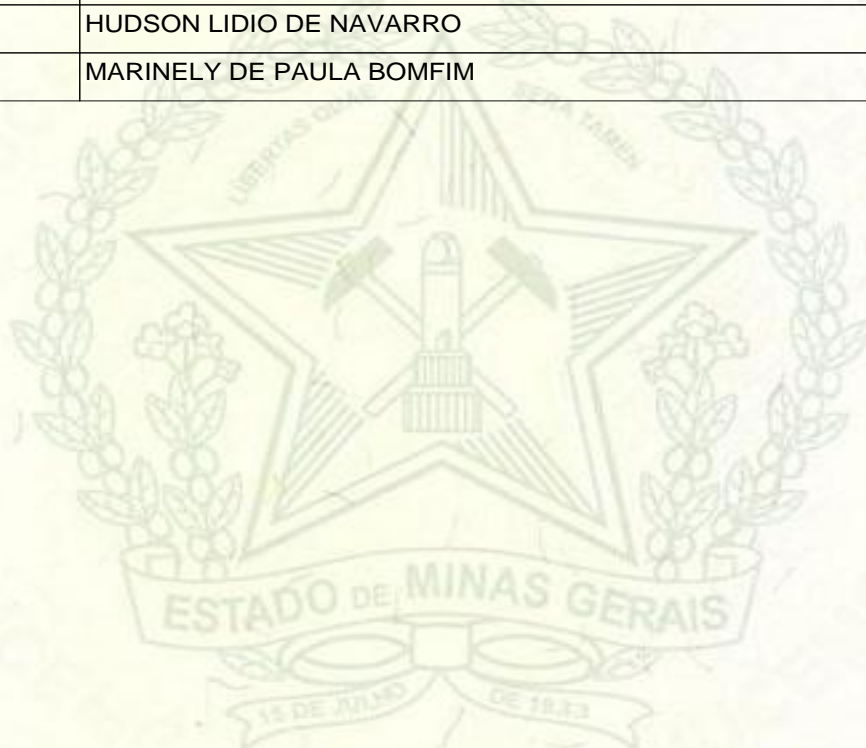 HUDSON LIDIO DE NAVARRO
MARINELY DE PAULA BOMFIM
LIBERTAS QUAE SERA TAMEN
ESTADO DE MINAS GERAIS
15 DE JULHO DE 1833